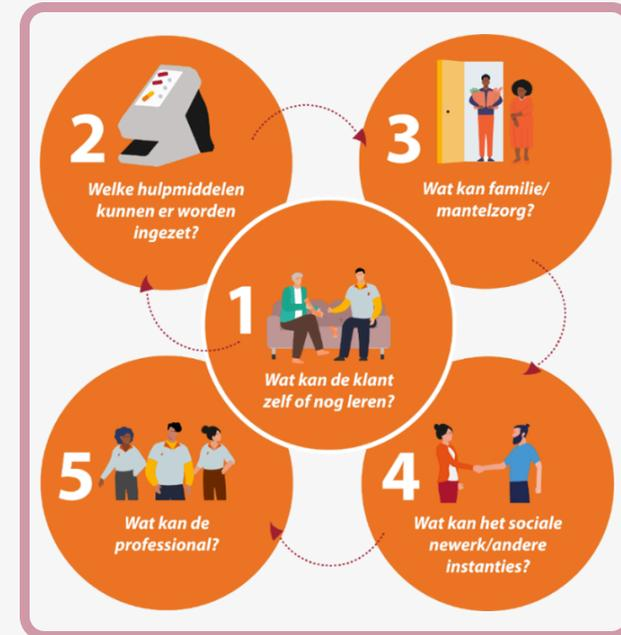 1
Wat kan de klant
zelf of nog leren?
2
Welke hulpmiddelen
kunnen er worden
ingezet?
3
Wat kan familie/
mantelzorg?
4
Wat kan het sociale
newerk/andere
instanties?
5
Wat kan de
professional?